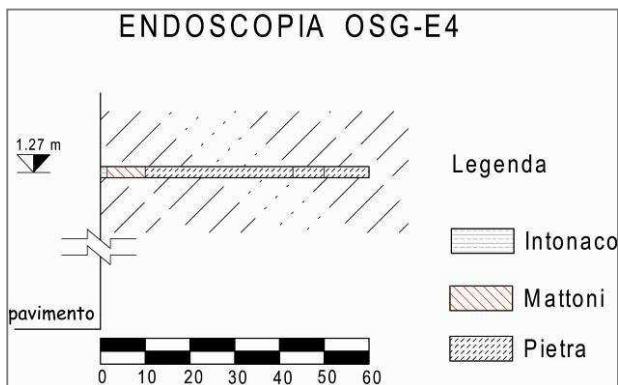 ENDOSCOPIA OSG-E4
1.27 m
Legenda
Intonaco
Mattoni
pavimento
Pietra
0 10 20 30 40 50 60